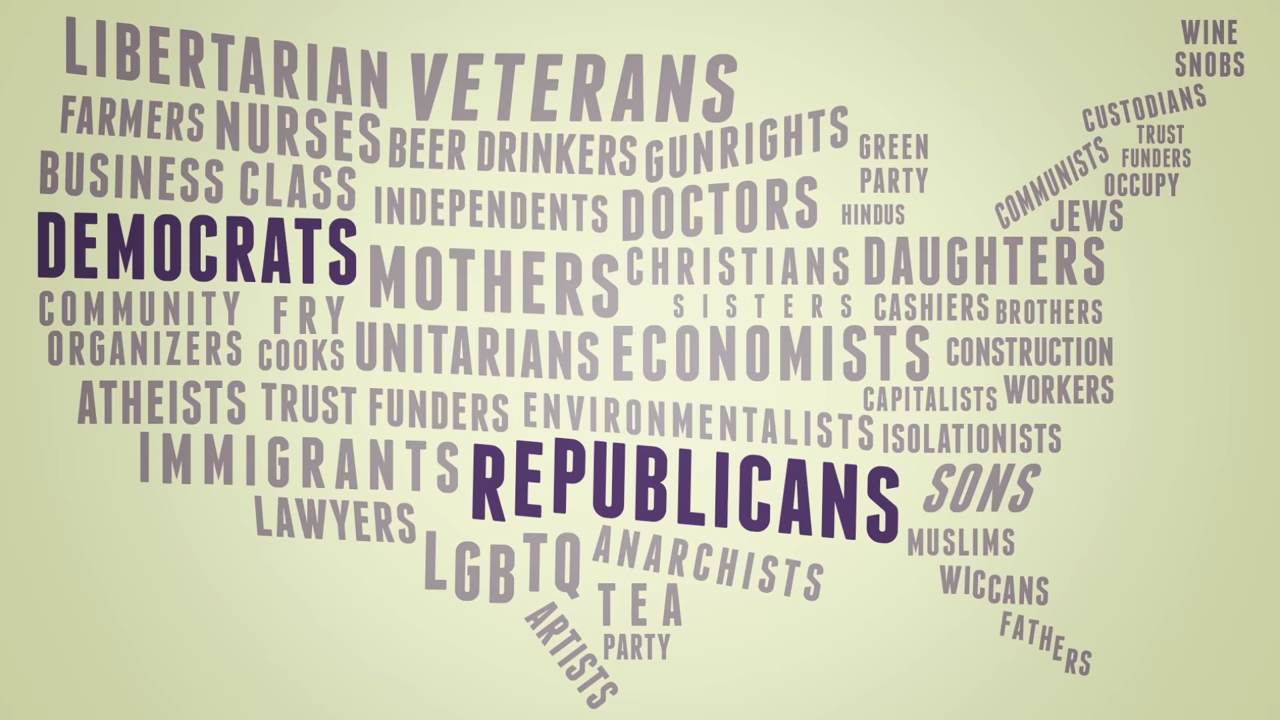 LIBERTARIAN VETERANS
WINE
SNOBS
FARMERS NURSES BEER DRINKERS GUNRIGHTS
GREEN
PARTY
CUSTODIANS
TRUST
FUNDERS
COMMUNISTS
OCCUPY
JEWS
BUSINESS CLASS
INDEPENDENTS DOCTORS HINDUS
DEMOCRATS
MOTHERS CHRISTIANS DAUGHTERS
SISTERS CASHIERS BROTHERS
COMMUNITY
ORGANIZERS
FRY
COOKS
UNITARIANS ECONOMISTS
CONSTRUCTION
WORKERS
CAPITALISTS
ATHEISTS TRUST FUNDERS ENVIRONMENTALISTS ISOLATIONISTS
IMMIGRANTS REPUBLICANS SONS
LAWYERS LGBTQ ANARCHISTS MUSLIMS
TEA
PARTY
WICCANS
ARTISTS
FATHERS